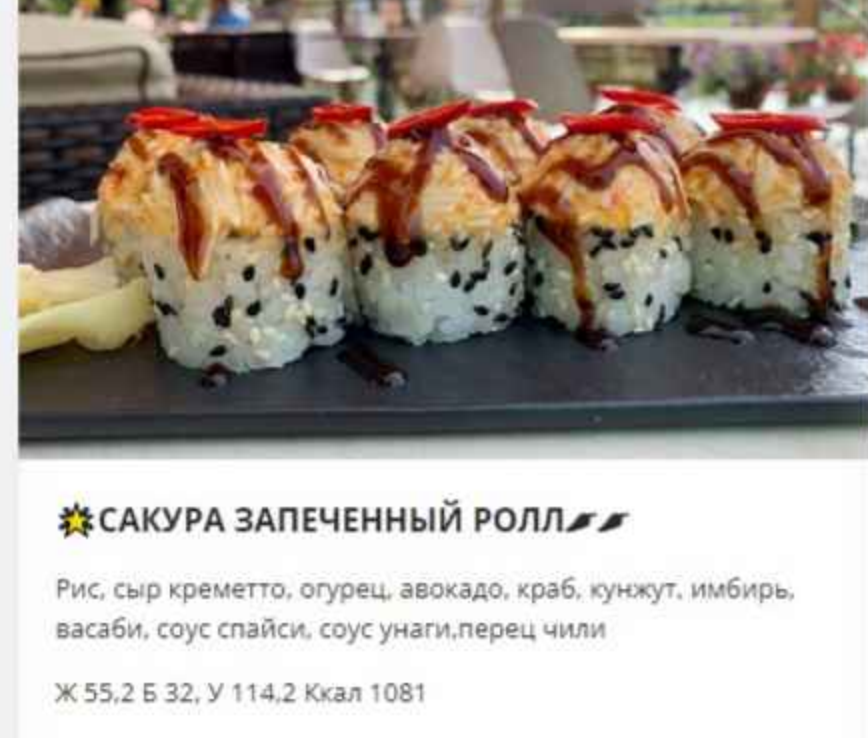 🌟САКУРА ЗАПЕЧЕННЫЙ РОЛЛ🌶🌶
Рис, сыр креметто, огурец, авокадо, краб, кунжут, имбирь,
васаби, соус спайси, соус унаги,перец чили
Ж 55,2 Б 32, У 114,2 Ккал 1081